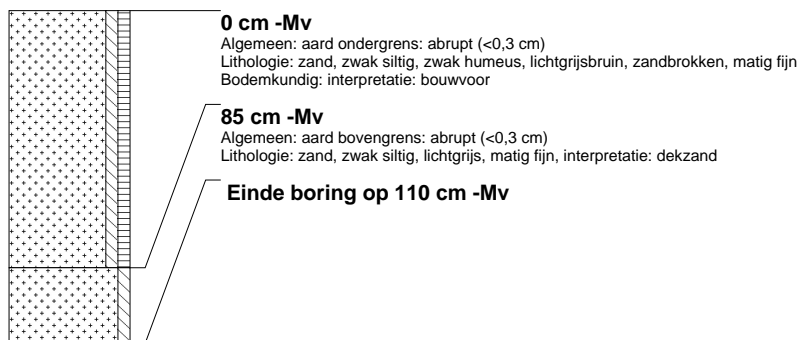 0 cm -Mv
Algemeen: aard ondergrens: abrupt (<0,3 cm)
Lithologie: zand, zwak siltig, zwak humeus, lichtgrijsbruin, zandbrokken, matig fijn
Bodemkundig: interpretatie: bouwvoor
85 cm -Mv
Algemeen: aard bovengrens: abrupt (<0,3 cm)
Lithologie: zand, zwak siltig, lichtgrijs, matig fijn, interpretatie: dekzand
Einde boring op 110 cm -Mv